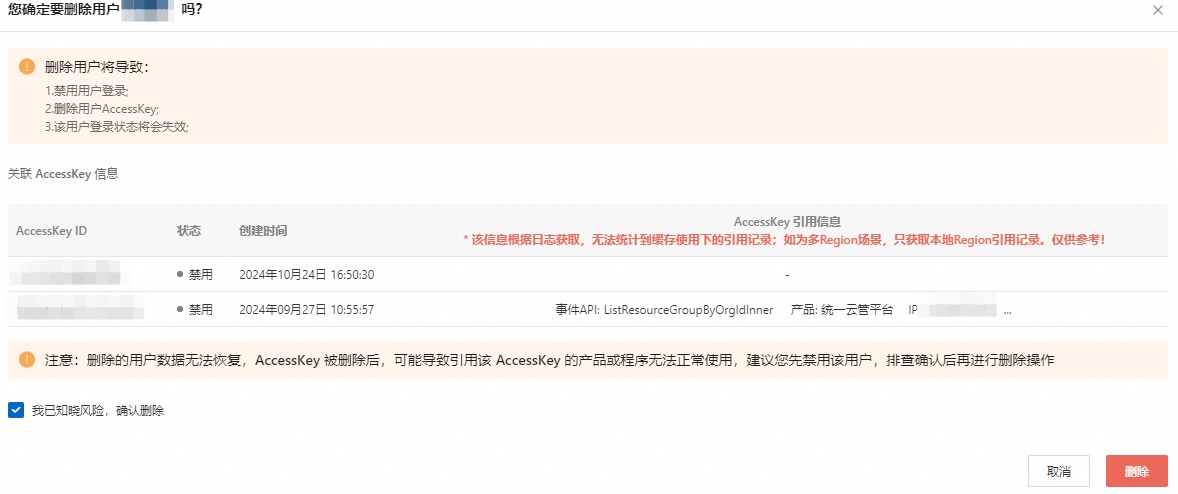 您确定要删除用户 吗？
删除用户将导致：
1.禁用用户登录;
2.删除用户AccessKey;
3.该用户登录状态将会失效;
关联 AccessKey 信息
AccessKey ID 状态 创建时间 AccessKey 引用信息
* 该信息根据日志获取，无法统计到缓存使用下的引用记录；如为多Region场景，只获取本地Region引用记录。仅供参考！
禁用 2024年10月24日 16:50:30 -
禁用 2024年09月27日 10:55:57 事件API: ListResourceGroupByOrgIdInner 产品: 统一云管平台 IP ...
注意：删除的用户数据无法恢复，AccessKey 被删除后，可能导致引用该 AccessKey 的产品或程序无法正常使用，建议您先禁用该用户，排查确认后再进行删除操作
我已知晓风险，确认删除
取消 删除